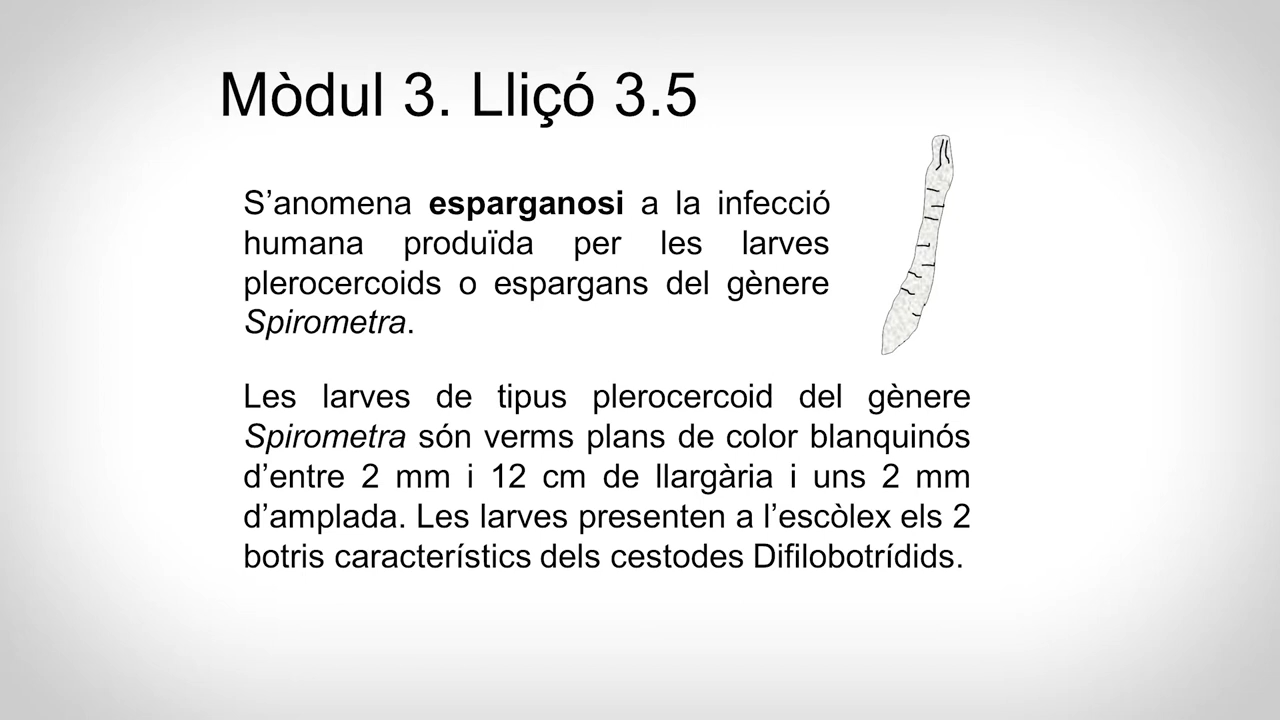 Mòdul 3. Lliçó 3.5
S’anomena esparganosi a la infecció
humana produïda per les larves
plerocercoids o espargans del gènere
Spirometra.
Les larves de tipus plerocercoid del gènere
Spirometra són verms plans de color blanquinós
d’entre 2 mm i 12 cm de llargària i uns 2 mm
d’amplada. Les larves presenten a l’escòlex els 2
botris característics dels cestodes Difilobotrídids.